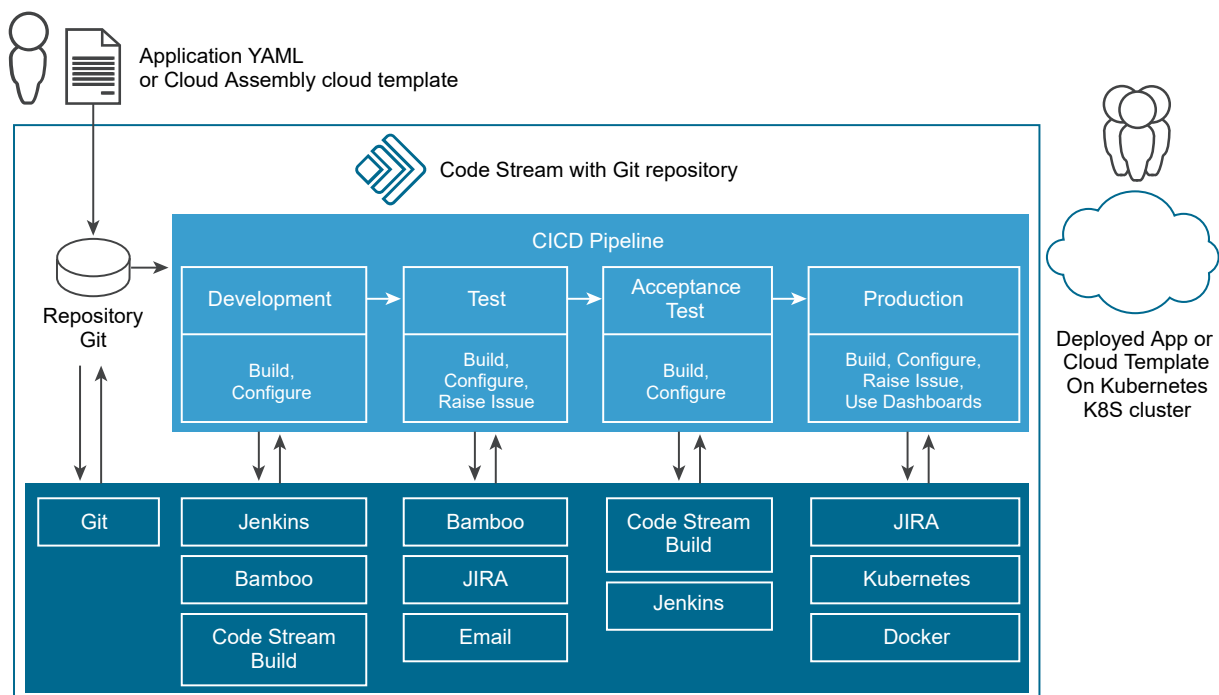 Application YAML
or Cloud Assembly cloud template
Code Stream with Git repository
CICD Pipeline
Repository
Git
Development
Build,
Configure
Test
Build,
Configure,
Raise Issue
Acceptance
Test
Build,
Configure
Production
Build, Configure,
Raise Issue,
Use Dashboards
Deployed App or
Cloud Template
On Kubernetes
K8S cluster
Git
Jenkins
Bamboo
Code Stream
Build
Bamboo
JIRA
Email
Code Stream
Build
Jenkins
JIRA
Kubernetes
Docker